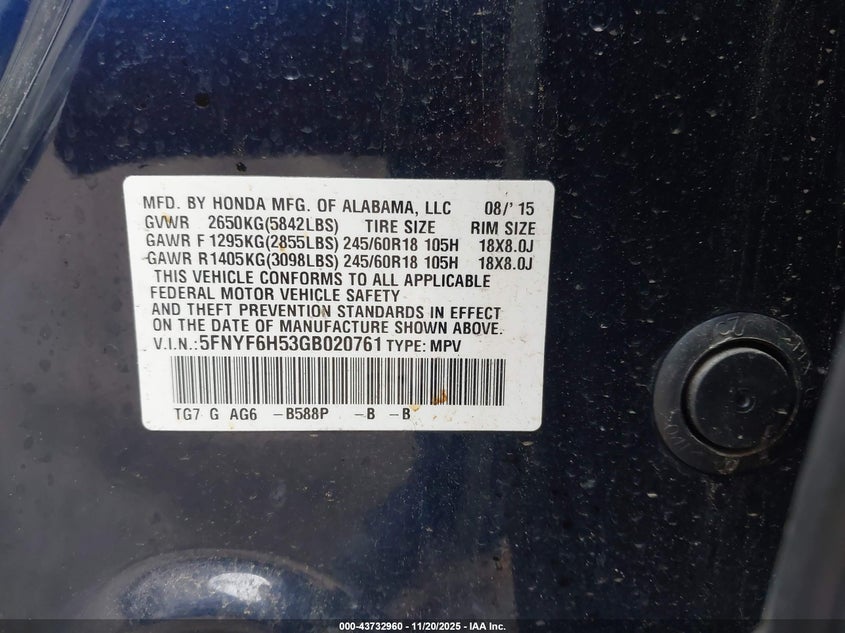 MFD. BY HONDA MFG. OF ALABAMA, LLC 08/'15
GVWR 2650KG(5842LBS) TIRE SIZE RIM SIZE
GAWR F 1295KG(2855LBS) 245/60R18 105H 18X8.0J
GAWR R1405KG(3098LBS) 245/60R18 105H 18X8.0J
THIS VEHICLE CONFORMS TO ALL APPLICABLE
FEDERAL MOTOR VEHICLE SAFETY
AND THEFT PREVENTION STANDARDS IN EFFECT
ON THE DATE OF MANUFACTURE SHOWN ABOVE.
V.I.N.:5FNYF6H53GB020761 TYPE: MPV
TG7 G AG6 -B588P -B -B
000-43732960 - 11/20/2025 - IAA Inc.